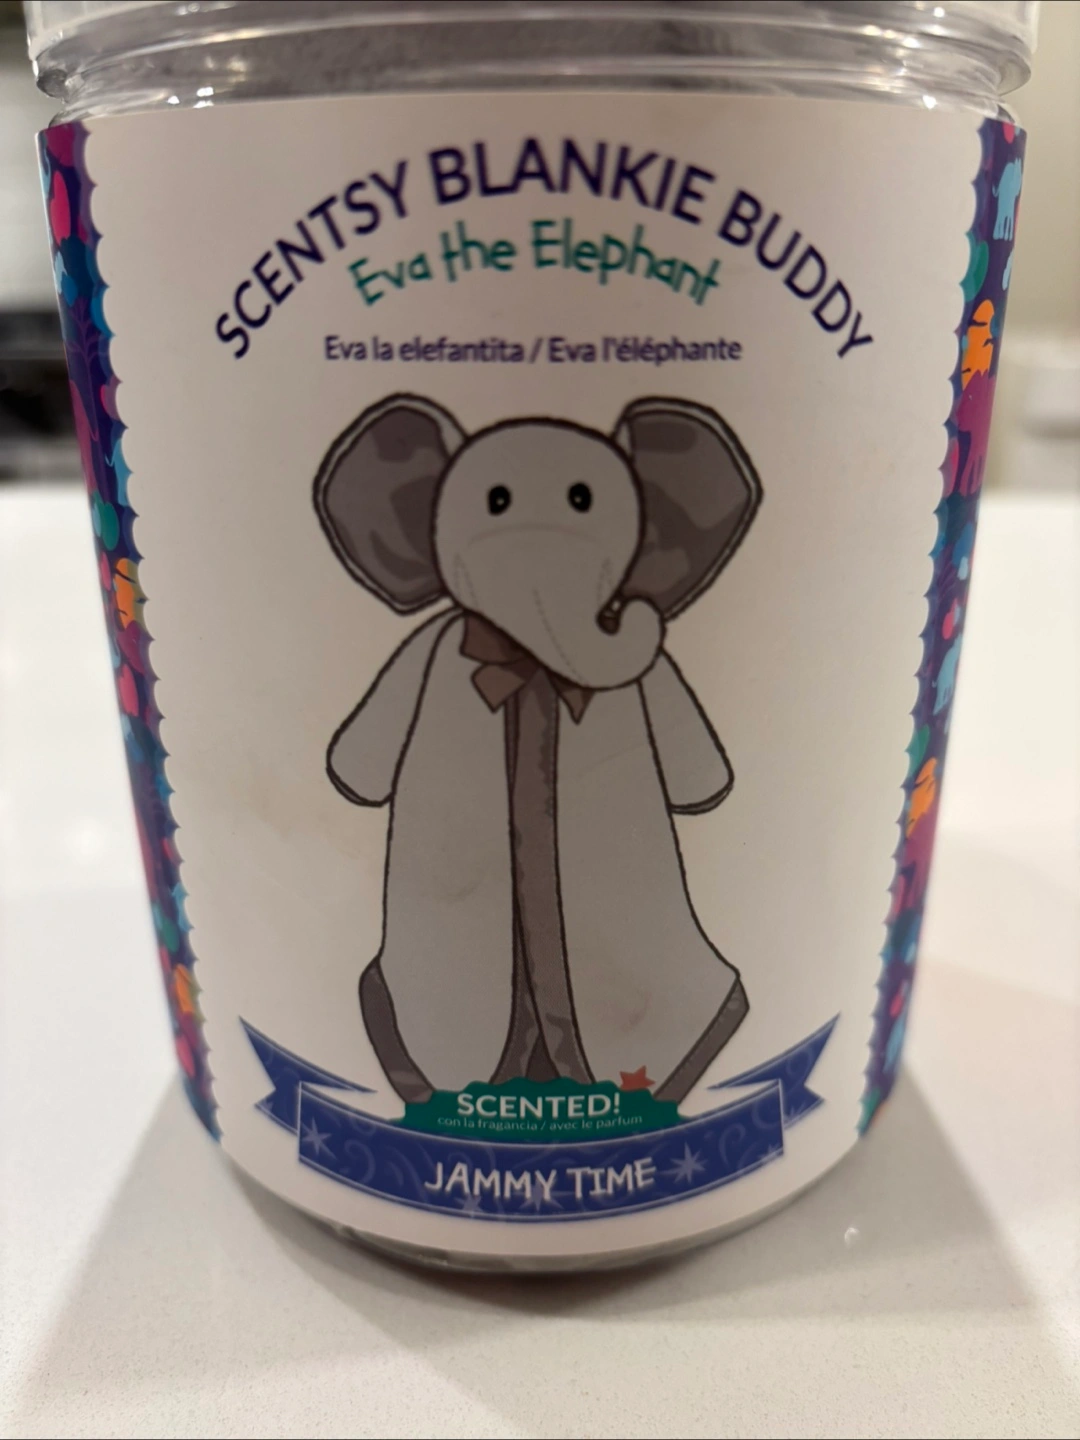 SCENTSY BLANKIE BUDDY
Eva the Elephant
Eva la elefantita / Eva l'éléphante
SCENTED!
con la fragancia / avec le parfum
JAMMY TIME